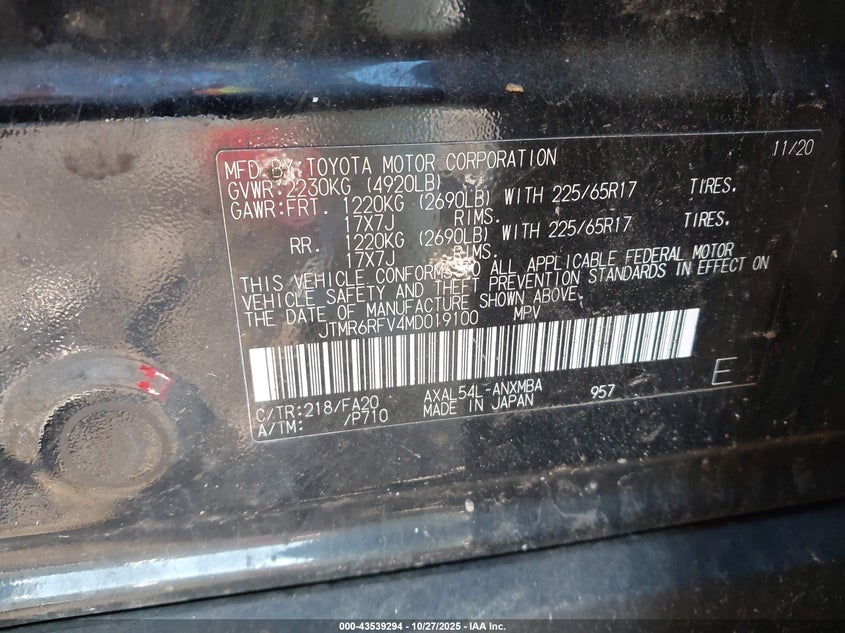 MFD BY: TOYOTA MOTOR CORPORATION 11/20
GVWR:2230KG (4920LB)
GAWR:FRT. 1220KG (2690LB) WITH 225/65R17 TIRES.
17X7J RIMS.
RR. 1220KG (2690LB) WITH 225/65R17 TIRES.
17X7J RIMS.
THIS VEHICLE CONFORMS TO ALL APPLICABLE FEDERAL MOTOR
VEHICLE SAFETY AND THEFT PREVENTION STANDARDS IN EFFECT ON
THE DATE OF MANUFACTURE SHOWN ABOVE.
JTMR6RFV4MD019100 MPV
C/TR:218/FA20 AXAL54L-ANXMBA 957 E
A/TM: /P710 MADE IN JAPAN
000-43539294 - 10/27/2025 - IAA Inc.